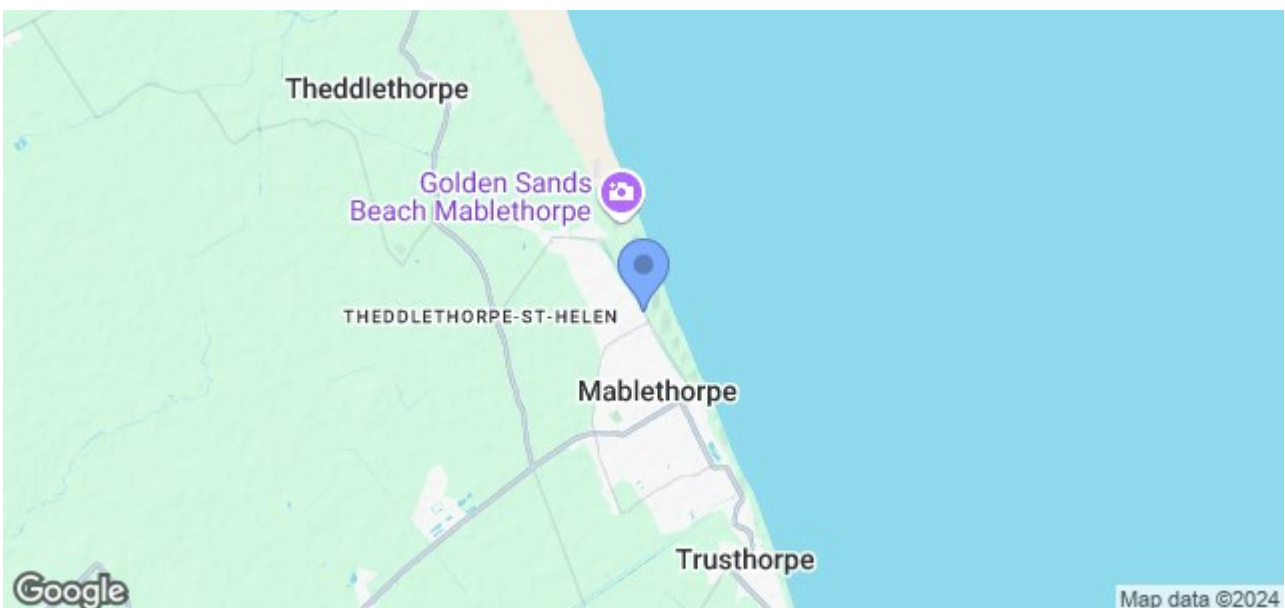 Theddlethorpe
Golden Sands
Beach Mablethorpe
THEDDLETHORPE-ST-HELEN
Mablethorpe
Trusthorpe
Google
Map data ©2024